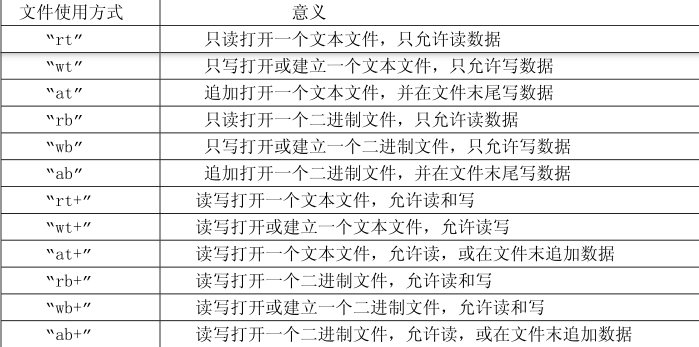 文件使用方式 意义
“rt” 只读打开一个文本文件，只允许读数据
“wt” 只写打开或建立一个文本文件，只允许写数据
“at” 追加打开一个文本文件，并在文件末尾写数据
“rb” 只读打开一个二进制文件，只允许读数据
“wb” 只写打开或建立一个二进制文件，只允许写数据
“ab” 追加打开一个二进制文件，并在文件末尾写数据
“rt+” 读写打开一个文本文件，允许读和写
“wt+” 读写打开或建立一个文本文件，允许读写
“at+” 读写打开一个文本文件，允许读，或在文件末追加数据
“rb+” 读写打开一个二进制文件，允许读和写
“wb+” 读写打开或建立一个二进制文件，允许读和写
“ab+” 读写打开一个二进制文件，允许读，或在文件末追加数据